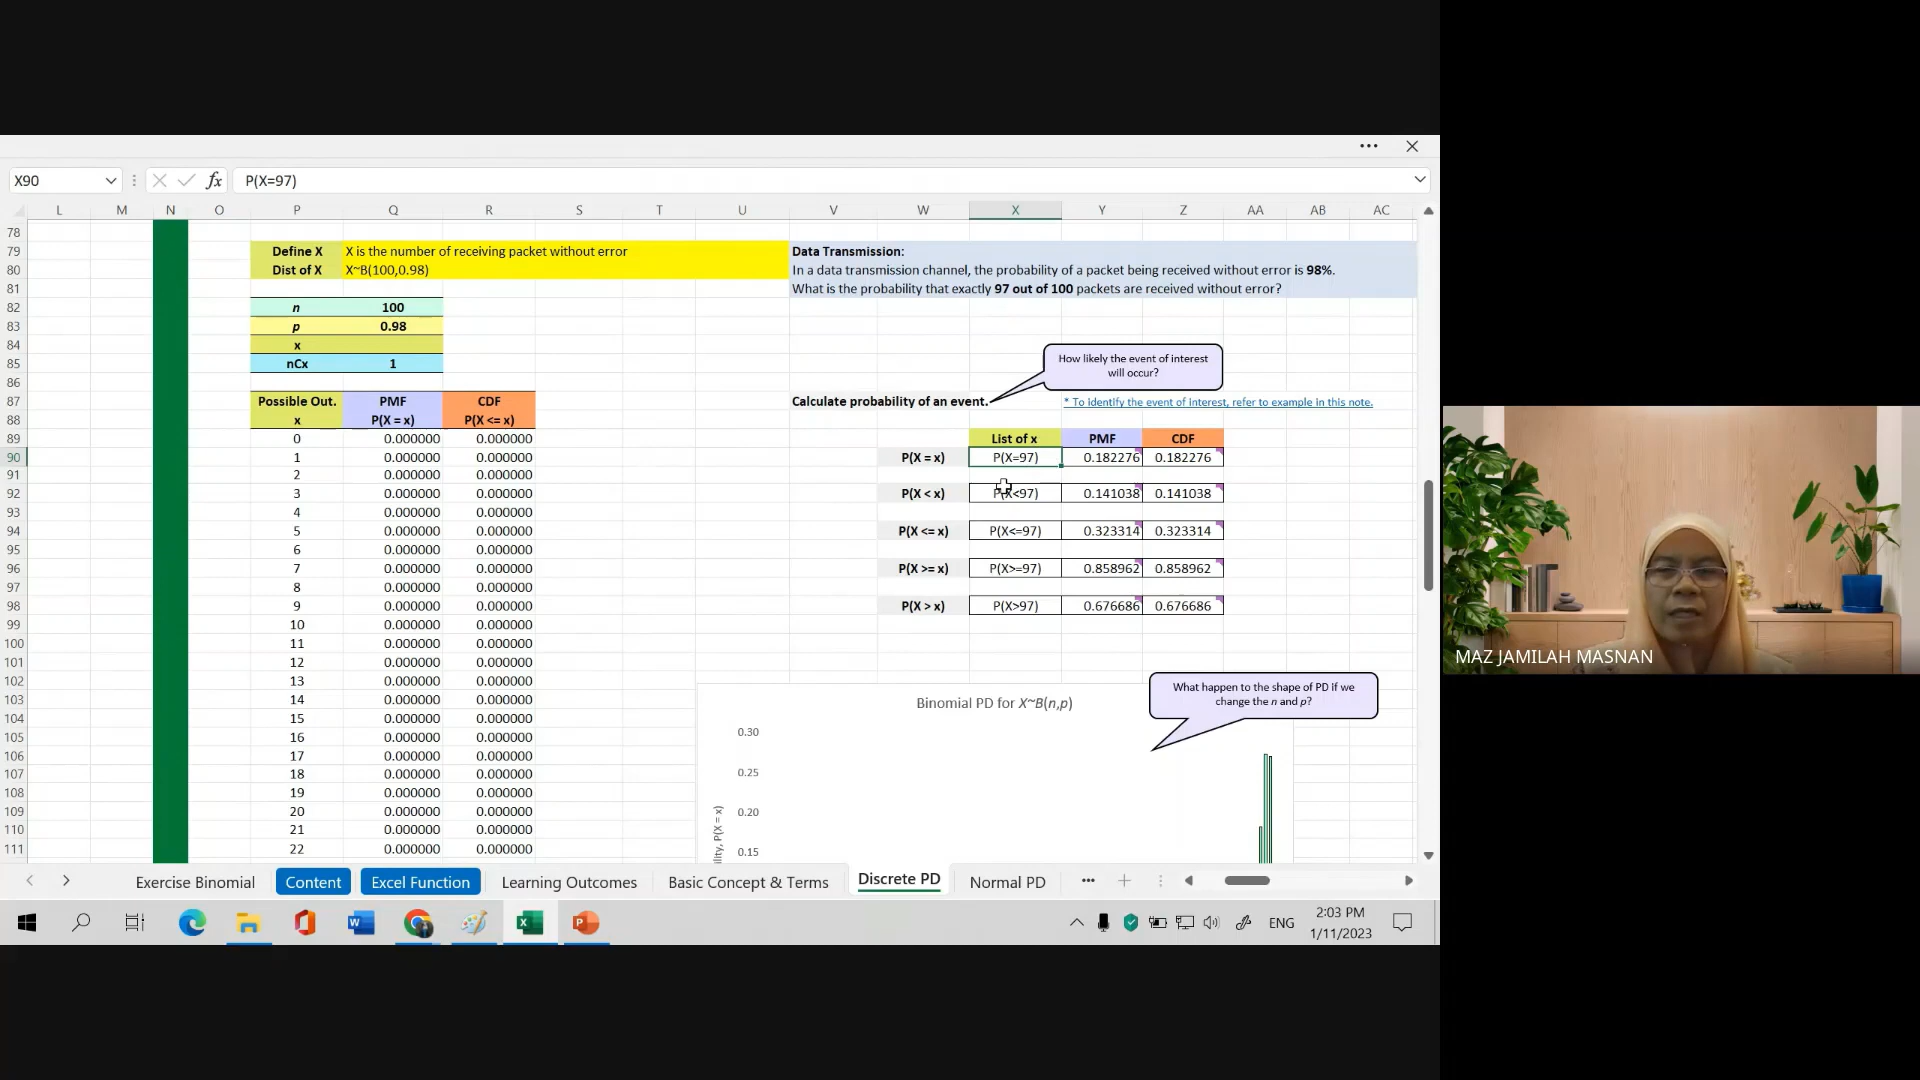 X90
fx
P(X=97)
L M N O P Q R S T U V W X Y Z AA AB AC
78
79 Define X X is the number of receiving packet without error Data Transmission:
80 Dist of X X~B(100,0.98) In a data transmission channel, the probability of a packet being received without error is 98%.
81 What is the probability that exactly 97 out of 100 packets are received without error?
82 n 100
83 p 0.98
84 x
85 nCx 1
How likely the event of interest
will occur?
86
87 Possible Out. PMF CDF Calculate probability of an event. * To identify the event of interest, refer to example in this note.
88 x P(X = x) P(X <= x)
89 0 0.000000 0.000000 List of x PMF CDF
90 1 0.000000 0.000000 P(X = x) P(X=97) 0.182276 0.182276
91 2 0.000000 0.000000
92 3 0.000000 0.000000 P(X < x) P(X<97) 0.141038 0.141038
93 4 0.000000 0.000000
94 5 0.000000 0.000000 P(X <= x) P(X<=97) 0.323314 0.323314
95 6 0.000000 0.000000
96 7 0.000000 0.000000 P(X >= x) P(X>=97) 0.858962 0.858962
97 8 0.000000 0.000000
98 9 0.000000 0.000000 P(X > x) P(X>97) 0.676686 0.676686
99 10 0.000000 0.000000
100 11 0.000000 0.000000
101 12 0.000000 0.000000
102 13 0.000000 0.000000
103 14 0.000000 0.000000
104 15 0.000000 0.000000
105 16 0.000000 0.000000
106 17 0.000000 0.000000
107 18 0.000000 0.000000
108 19 0.000000 0.000000
109 20 0.000000 0.000000
110 21 0.000000 0.000000
111 22 0.000000 0.000000
Binomial PD for X~B(n,p)
What happen to the shape of PD if we
change the n and p?
0.30
0.25
0.20
0.15
ility, P(X = x)
Exercise Binomial Content Excel Function Learning Outcomes Basic Concept & Terms Discrete PD Normal PD
ENG
2:03 PM
1/11/2023
MAZ JAMILAH MASNAN